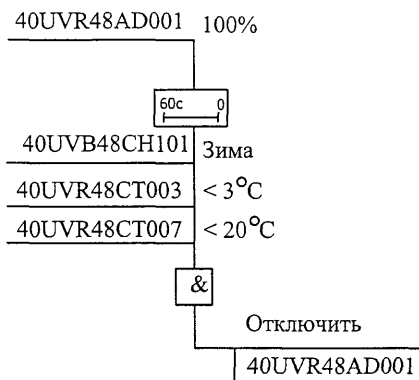 40UVR48AD001 100%
60с 0
40UVB48CH101 Зима
40UVR48CT003 < 3°C
40UVR48CT007 < 20°C
&
Отключить
40UVR48AD001